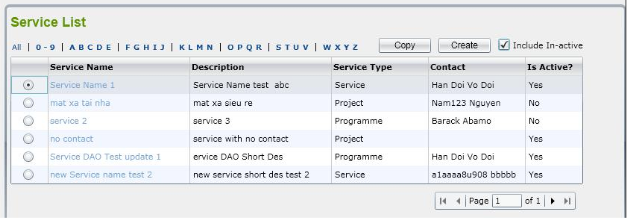 Service List
All | 0 - 9 | A B C D E | F G H I J | K L M N | O P Q R | S T U V | W X Y Z Copy Create Include In-active
Service Name Description Service Type Contact Is Active?
Service Name 1 Service Name test abc Service Han Doi Vo Doi Yes
mat xa tai nha mat xa sieu re Project Nam123 Nguyen No
service 2 service 3 Programme Barack Abamo No
no contact service with no contact Project Yes
Service DAO Test update 1 ervice DAO Short Des Programme Han Doi Vo Doi Yes
new Service name test 2 new service short des test 2 Service a1aaaa8u908 bbbbb Yes
Page 1 of 1